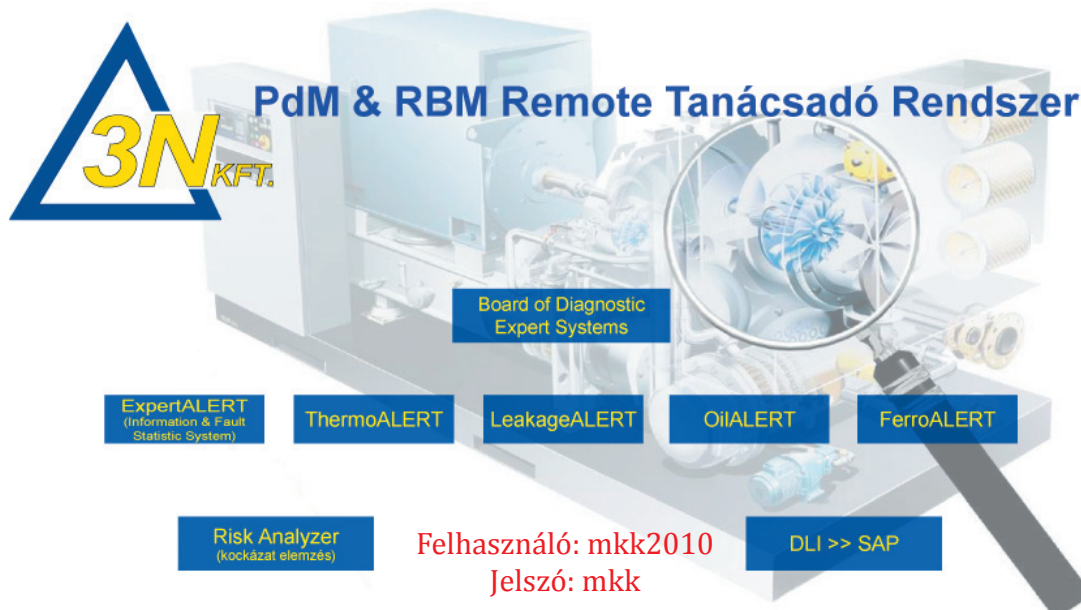 3N KFT.
PdM & RBM Remote Tanácsadó Rendszer
Board of Diagnostic
Expert Systems
ExpertALERT
(Information & Fault
Statistic System)
ThermoALERT
LeakageALERT
OilALERT
FerroALERT
Risk Analyzer
(kockázat elemzés)
Felhasználó: mkk2010
Jelszó: mkk
DLI >> SAP